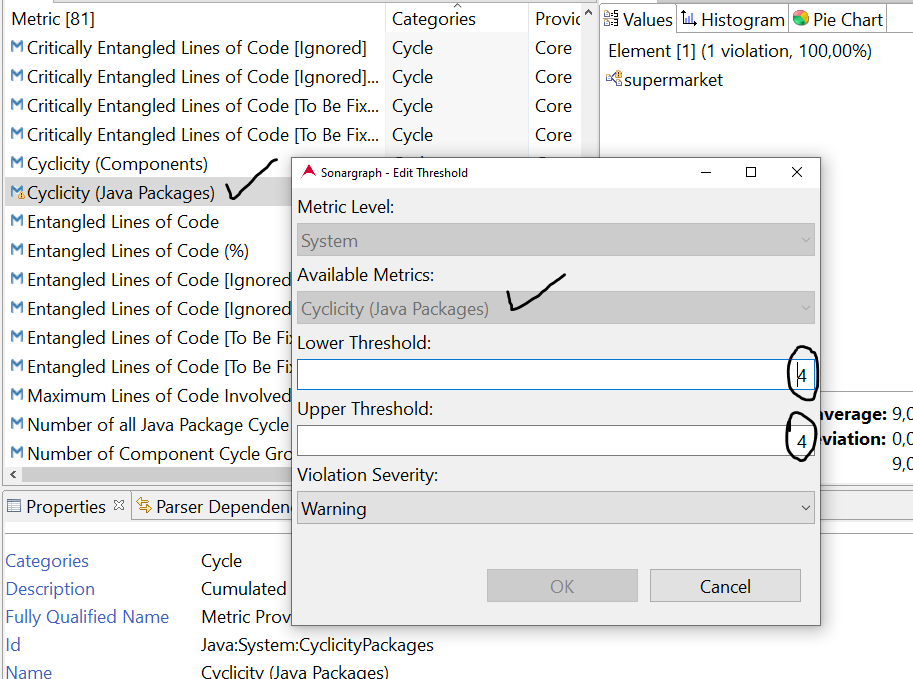 Metric [81] Categories Provid
Critically Entangled Lines of Code [Ignored] Cycle Core
Critically Entangled Lines of Code [Ignored]... Cycle Core
Critically Entangled Lines of Code [To Be Fix... Cycle Core
Critically Entangled Lines of Code [To Be Fix... Cycle Core
Cyclicity (Components)
Cyclicity (Java Packages)
Entangled Lines of Code
Entangled Lines of Code (%)
Entangled Lines of Code [Ignored
Entangled Lines of Code [Ignored
Entangled Lines of Code [To Be Fi
Entangled Lines of Code [To Be Fi
Maximum Lines of Code Involved
Number of all Java Package Cycle
Number of Component Cycle Gro
Values Histogram Pie Chart
Element [1] (1 violation, 100,00%)
supermarket
Sonargraph - Edit Threshold
Metric Level:
System
Available Metrics:
Cyclicity (Java Packages)
Lower Threshold:
4
Upper Threshold:
4
Violation Severity:
Warning
OK Cancel
average: 9,0
eviation: 0,0
9,0
Properties Parser Dependen
Categories Cycle
Description Cumulated
Fully Qualified Name Metric Prov
Id Java:System:CyclicityPackages
Name Cyclicity (Java Packages)